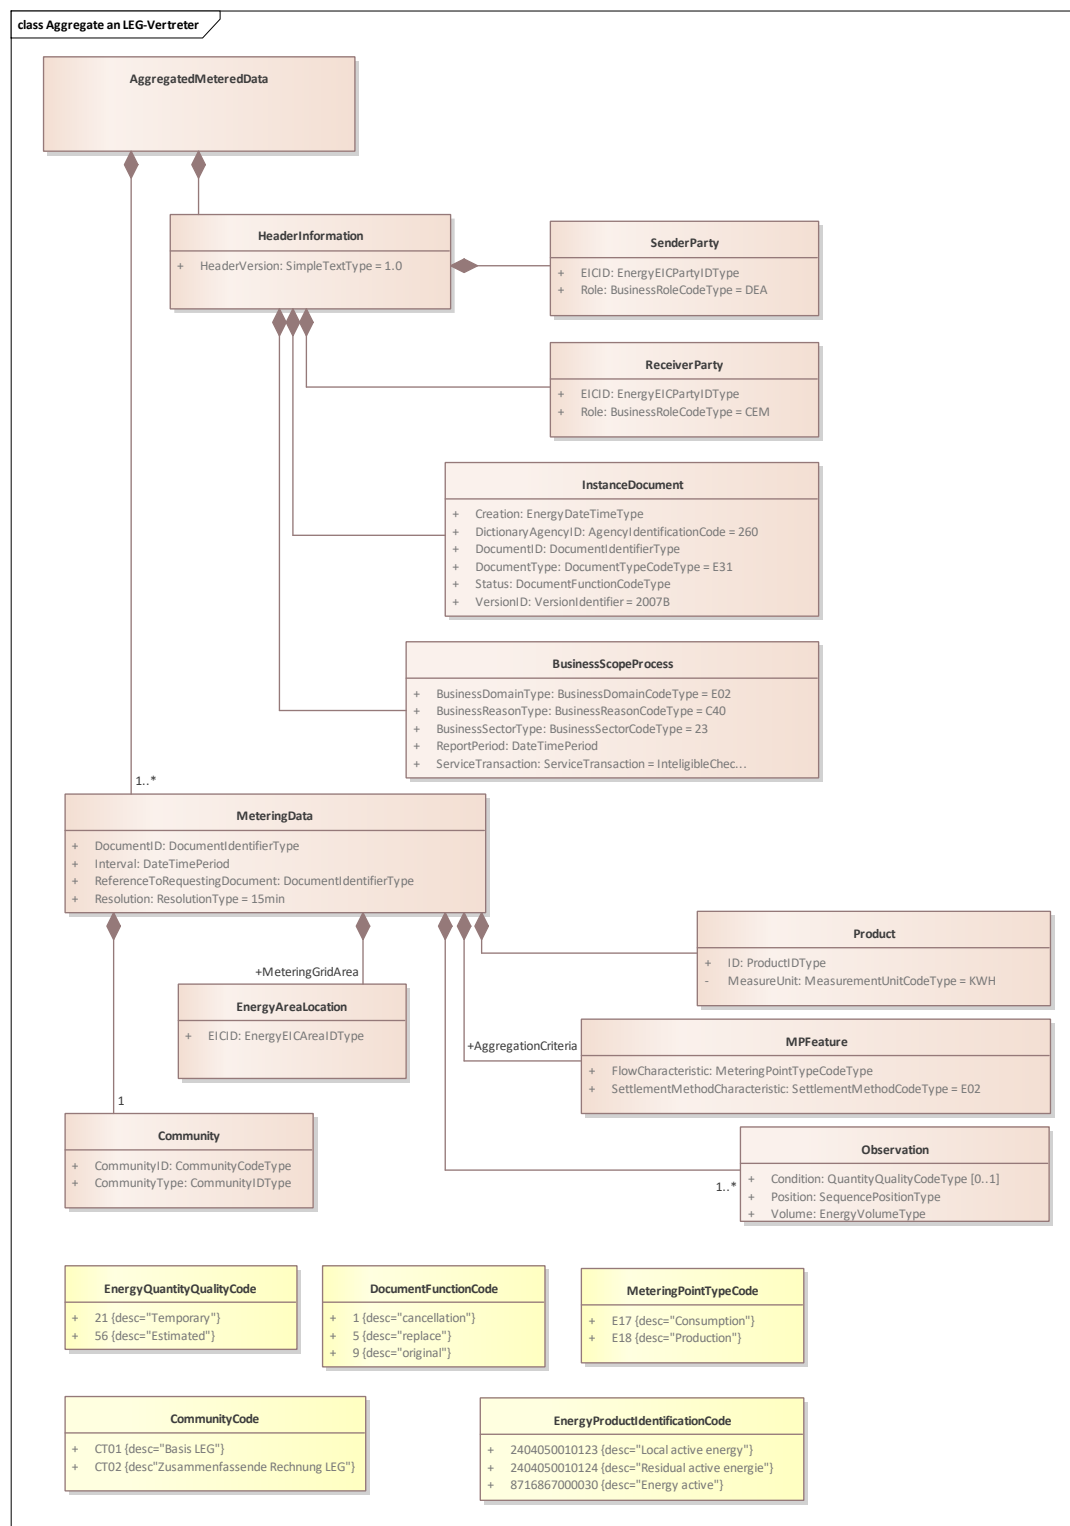 class Aggregate an LEG-Vertreter
AggregatedMeteredData
HeaderInformation
+ HeaderVersion: SimpleTextType = 1.0
SenderParty
+ EICID: EnergyEICPartyIDType
+ Role: BusinessRoleCodeType = DEA
ReceiverParty
+ EICID: EnergyEICPartyIDType
+ Role: BusinessRoleCodeType = CEM
InstanceDocument
+ Creation: EnergyDateTimeType
+ DictionaryAgencyID: AgencyIdentificationCode = 260
+ DocumentID: DocumentIdentifierType
+ DocumentType: DocumentTypeCodeType = E31
+ Status: DocumentFunctionCodeType
+ VersionID: VersionIdentifier = 2007B
BusinessScopeProcess
+ BusinessDomainType: BusinessDomainCodeType = E02
+ BusinessReasonType: BusinessReasonCodeType = C40
+ BusinessSectorType: BusinessSectorCodeType = 23
+ ReportPeriod: DateTimePeriod
+ ServiceTransaction: ServiceTransaction = InteligibleChec...
1..*
MeteringData
+ DocumentID: DocumentIdentifierType
+ Interval: DateTimePeriod
+ ReferenceToRequestingDocument: DocumentIdentifierType
+ Resolution: ResolutionType = 15min
Product
+ ID: ProductIDType
- MeasureUnit: MeasurementUnitCodeType = KWH
+MeteringGridArea
EnergyAreaLocation
+ EICID: EnergyEICAreaIDType
+AggregationCriteria
MPFeature
+ FlowCharacteristic: MeteringPointTypeCodeType
+ SettlementMethodCharacteristic: SettlementMethodCodeType = E02
1
Community
+ CommunityID: CommunityCodeType
+ CommunityType: CommunityIDType
1..*
Observation
+ Condition: QuantityQualityCodeType [0..1]
+ Position: SequencePositionType
+ Volume: EnergyVolumeType
EnergyQuantityQualityCode
+ 21 {desc="Temporary"}
+ 56 {desc="Estimated"}
DocumentFunctionCode
+ 1 {desc="cancellation"}
+ 5 {desc="replace"}
+ 9 {desc="original"}
MeteringPointTypeCode
+ E17 {desc="Consumption"}
+ E18 {desc="Production"}
CommunityCode
+ CT01 {desc="Basis LEG"}
+ CT02 {desc"Zusammenfassende Rechnung LEG"}
EnergyProductIdentificationCode
+ 2404050010123 {desc="Local active energy"}
+ 2404050010124 {desc="Residual active energie"}
+ 8716867000030 {desc="Energy active"}